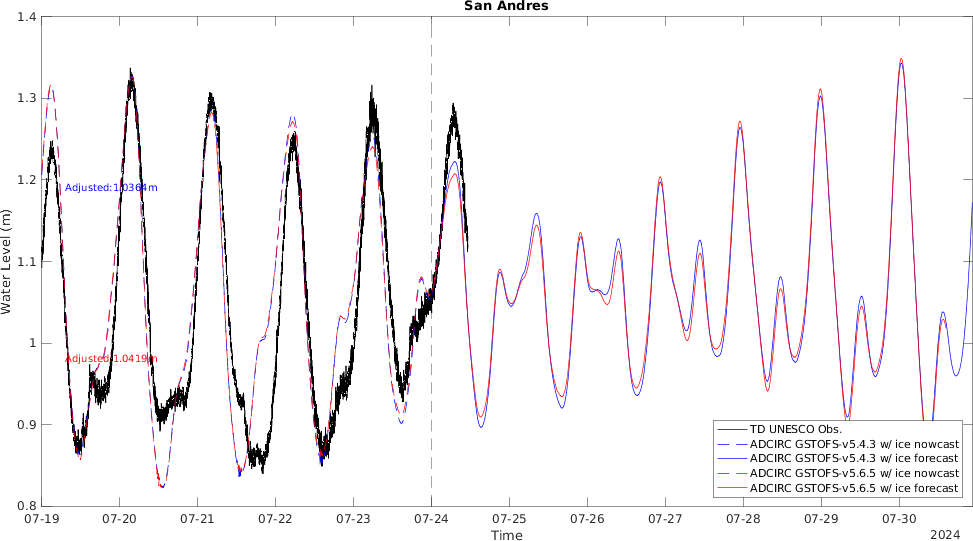 San Andres
1.4
1.3
1.2
1.1
1
0.9
0.8
Water Level (m)
Adjusted:1.0364m
Adjusted:1.0419m
TD UNESCO Obs.
ADCIRC GSTOFS-v5.4.3 w/ ice nowcast
ADCIRC GSTOFS-v5.4.3 w/ ice forecast
ADCIRC GSTOFS-v5.6.5 w/ ice nowcast
ADCIRC GSTOFS-v5.6.5 w/ ice forecast
07-19 07-20 07-21 07-22 07-23 07-24 07-25 07-26 07-27 07-28 07-29 07-30
Time
2024